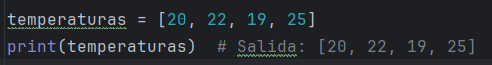 temperaturas = [20, 22, 19, 25]
print(temperaturas)  # Salida: [20, 22, 19, 25]